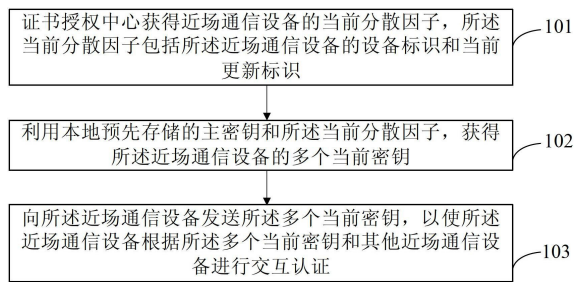 证书授权中心获得近场通信设备的当前分散因子，所述
当前分散因子包括所述近场通信设备的设备标识和当前
更新标识
101
利用本地预先存储的主密钥和所述当前分散因子，获得
所述近场通信设备的多个当前密钥
102
向所述近场通信设备发送所述多个当前密钥，以使所述
近场通信设备根据所述多个当前密钥和其他近场通信设
备进行交互认证
103